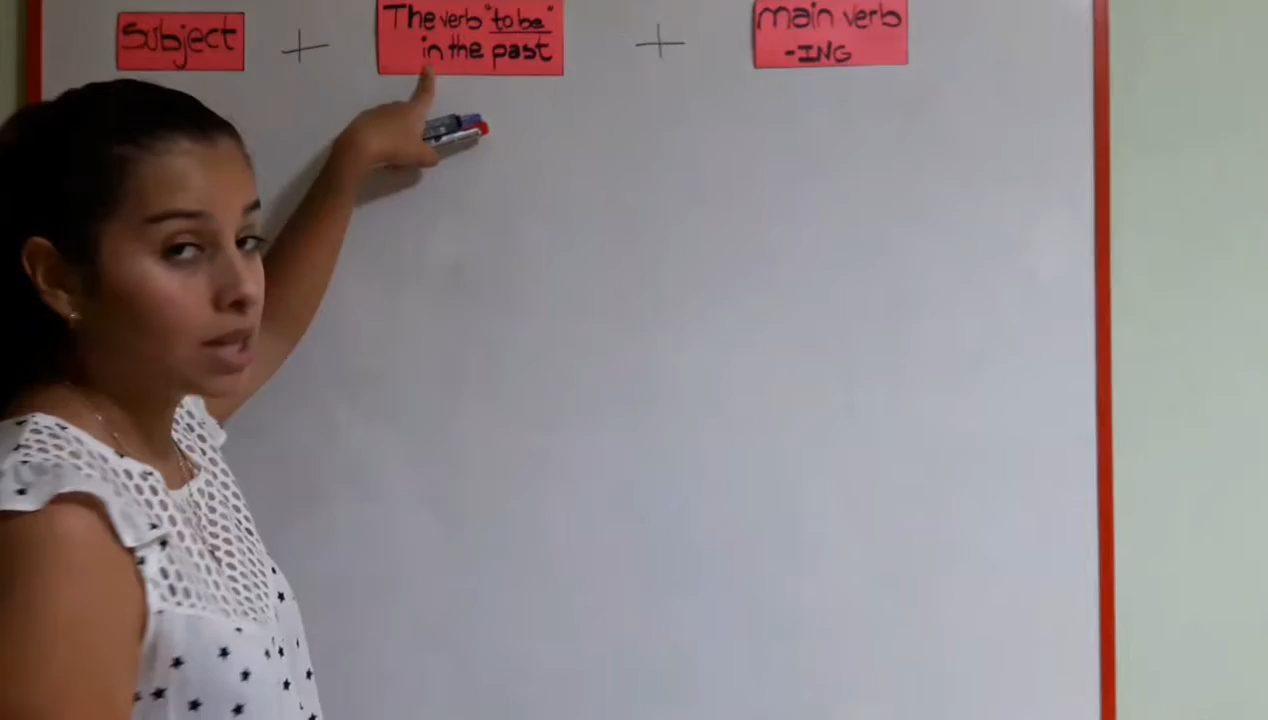 Subject + The verb "to be" + main verb
in the past -ING